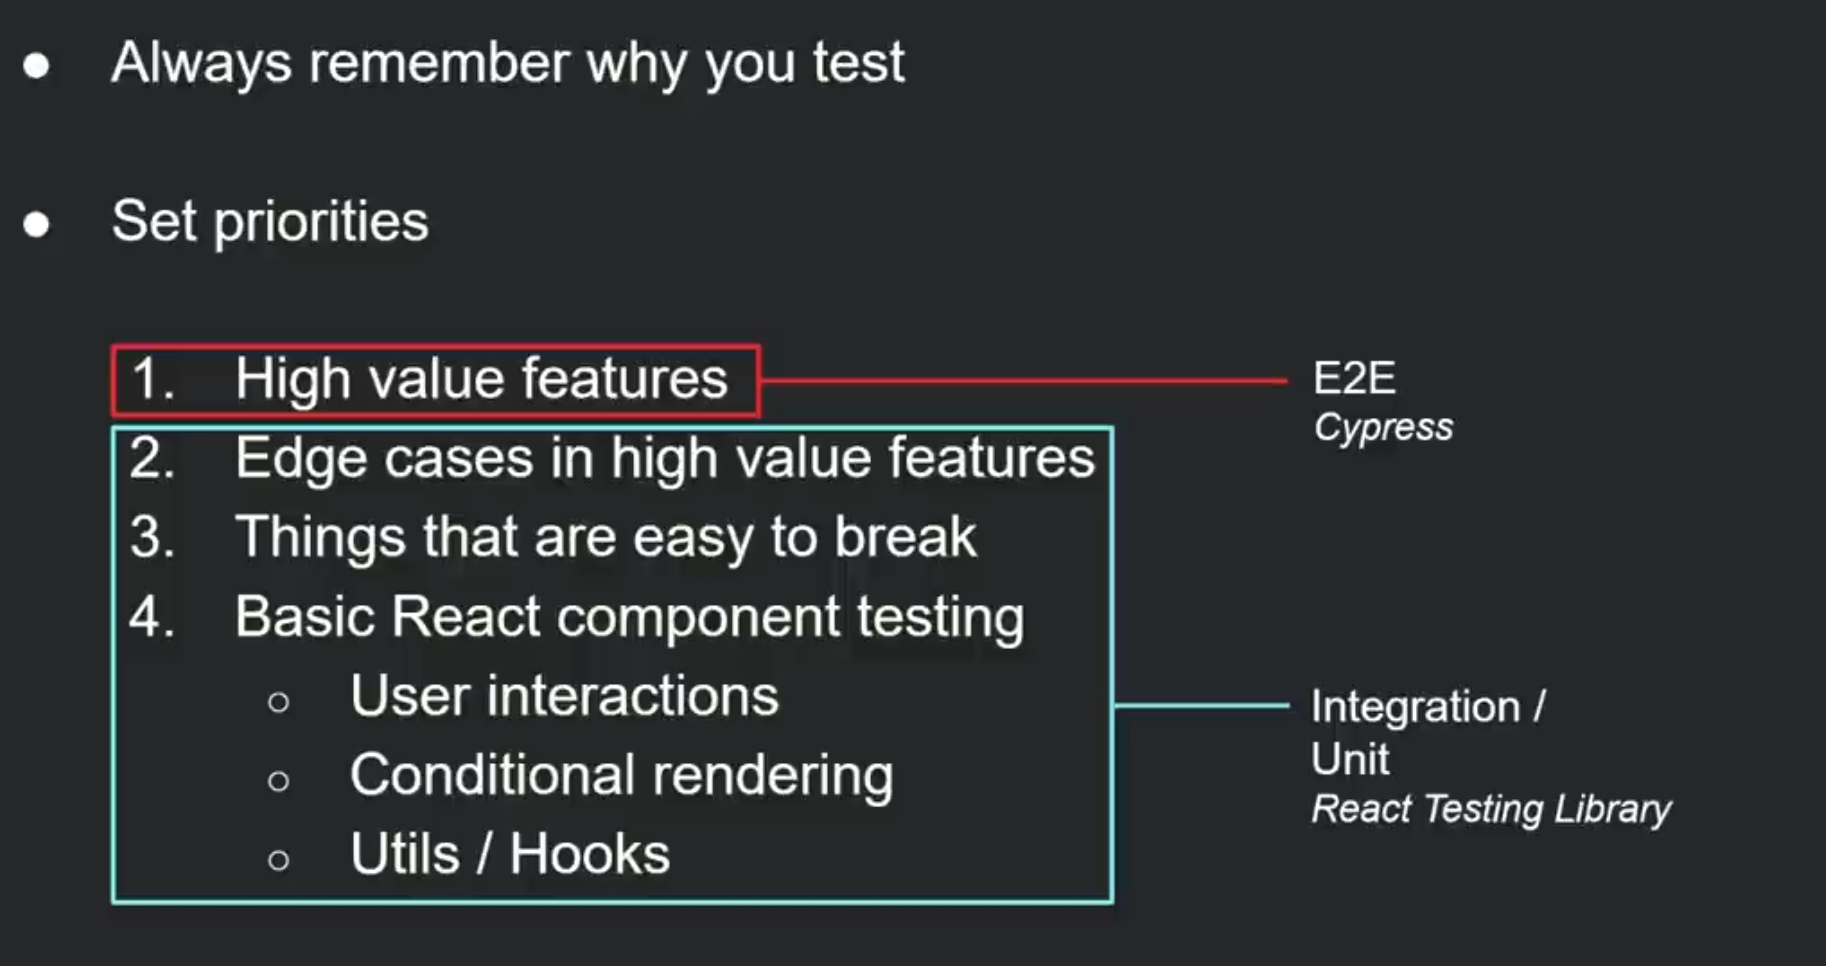 ● Always remember why you test
● Set priorities
1. High value features
E2E
Cypress
2. Edge cases in high value features
3. Things that are easy to break
4. Basic React component testing
○ User interactions
○ Conditional rendering
○ Utils / Hooks
Integration /
Unit
React Testing Library